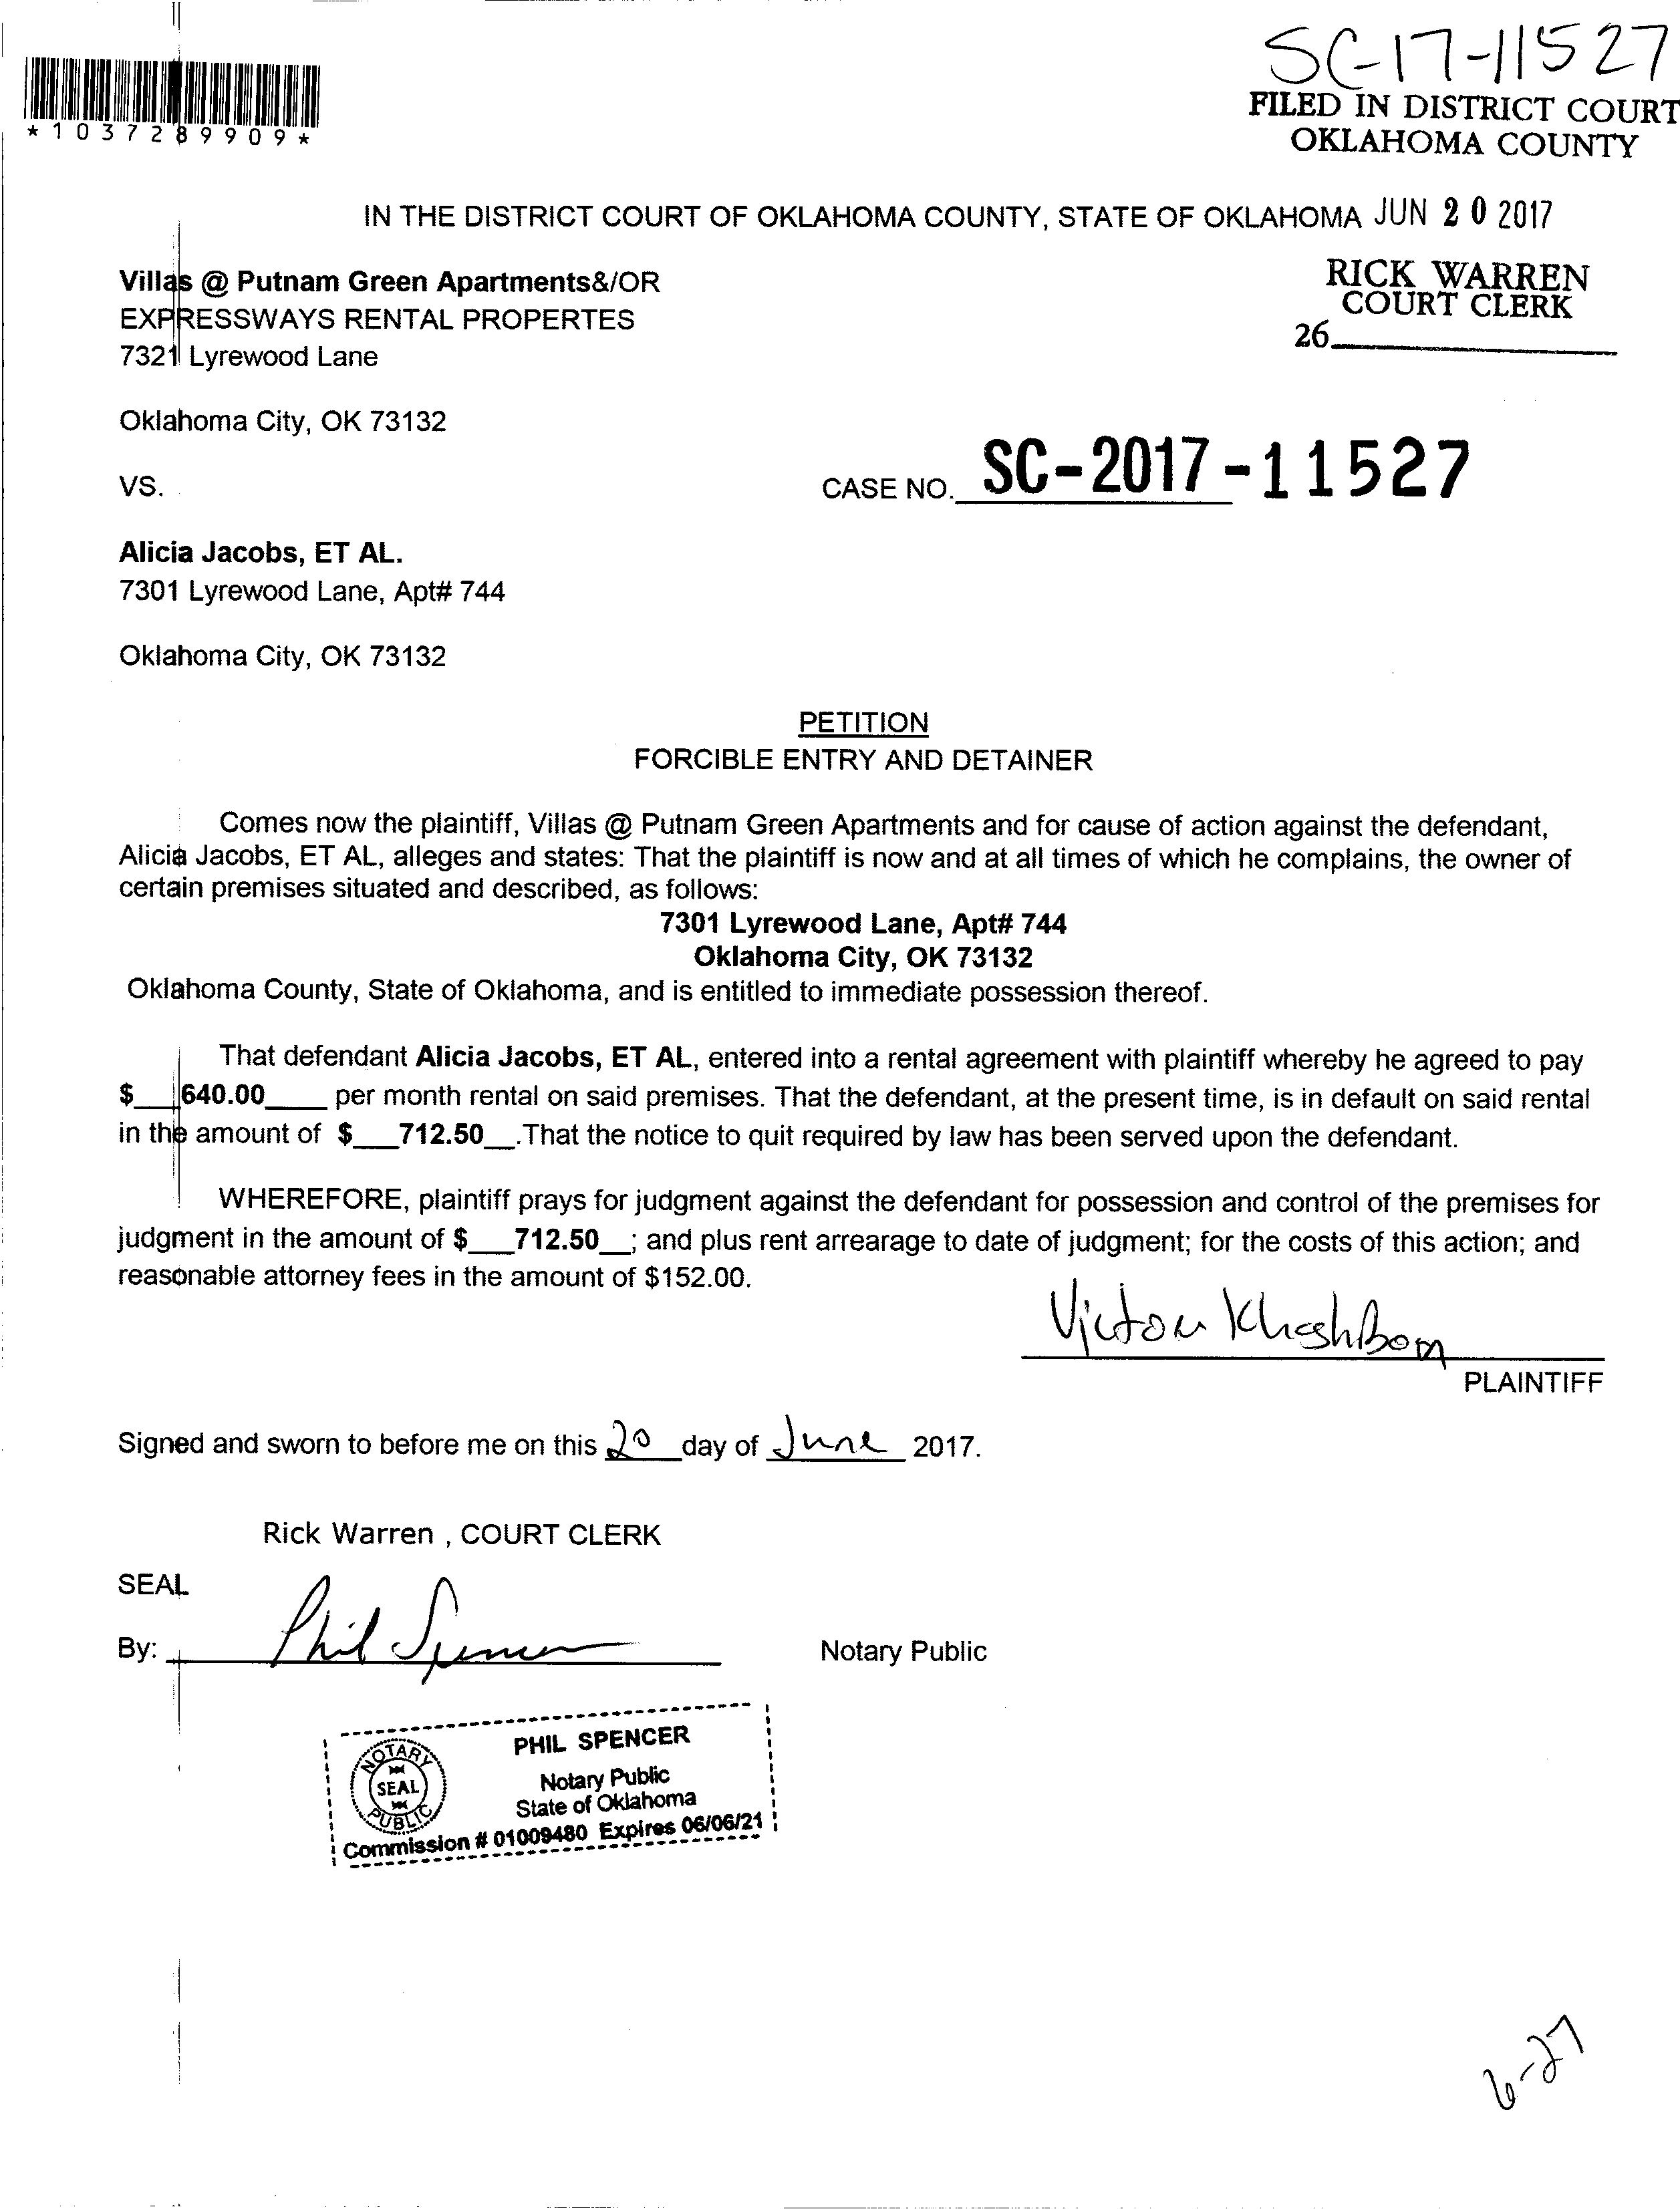 SC-17-11527
FILED IN DISTRICT COURT
OKLAHOMA COUNTY
*1037289909*
IN THE DISTRICT COURT OF OKLAHOMA COUNTY, STATE OF OKLAHOMA JUN 20 2017
Villas @ Putnam Green Apartments&/OR
EXPRESSWAYS RENTAL PROPERTES
7321 Lyrewood Lane
RICK WARREN
COURT CLERK
26
Oklahoma City, OK 73132
VS.
CASE NO. SC-2017-11527
Alicia Jacobs, ET AL.
7301 Lyrewood Lane, Apt# 744
Oklahoma City, OK 73132
PETITION
FORCIBLE ENTRY AND DETAINER
Comes now the plaintiff, Villas @ Putnam Green Apartments and for cause of action against the defendant,
Alicia Jacobs, ET AL, alleges and states: That the plaintiff is now and at all times of which he complains, the owner of
certain premises situated and described, as follows:
7301 Lyrewood Lane, Apt# 744
Oklahoma City, OK 73132
Oklahoma County, State of Oklahoma, and is entitled to immediate possession thereof.
That defendant Alicia Jacobs, ET AL, entered into a rental agreement with plaintiff whereby he agreed to pay
$___640.00____ per month rental on said premises. That the defendant, at the present time, is in default on said rental
in the amount of $___712.50__.That the notice to quit required by law has been served upon the defendant.
WHEREFORE, plaintiff prays for judgment against the defendant for possession and control of the premises for
judgment in the amount of $___712.50__; and plus rent arrearage to date of judgment; for the costs of this action; and
reasonable attorney fees in the amount of $152.00.
PLAINTIFF
Signed and sworn to before me on this 20 day of June 2017.
Rick Warren , COURT CLERK
SEAL
By: Phil Spencer Notary Public
NOTARY
SEAL
PUBLIC
PHIL SPENCER
Notary Public
State of Oklahoma
Commission # 01009480 Expires 06/06/21
6-27